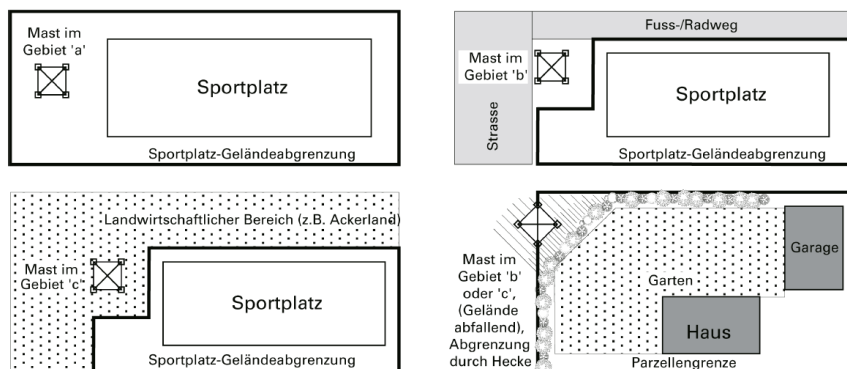 Mast im
Gebiet 'a'
Sportplatz
Sportplatz-Geländeabgrenzung
Fuss-/Radweg
Mast im
Gebiet 'b'
Strasse
Sportplatz
Sportplatz-Geländeabgrenzung
Landwirtschaftlicher Bereich (z.B. Ackerland)
Mast im
Gebiet 'c'
Sportplatz
Sportplatz-Geländeabgrenzung
Mast im
Gebiet 'b'
oder 'c',
(Gelände
abfallend),
Abgrenzung
durch Hecke
Garage
Garten
Haus
Parzellengrenze